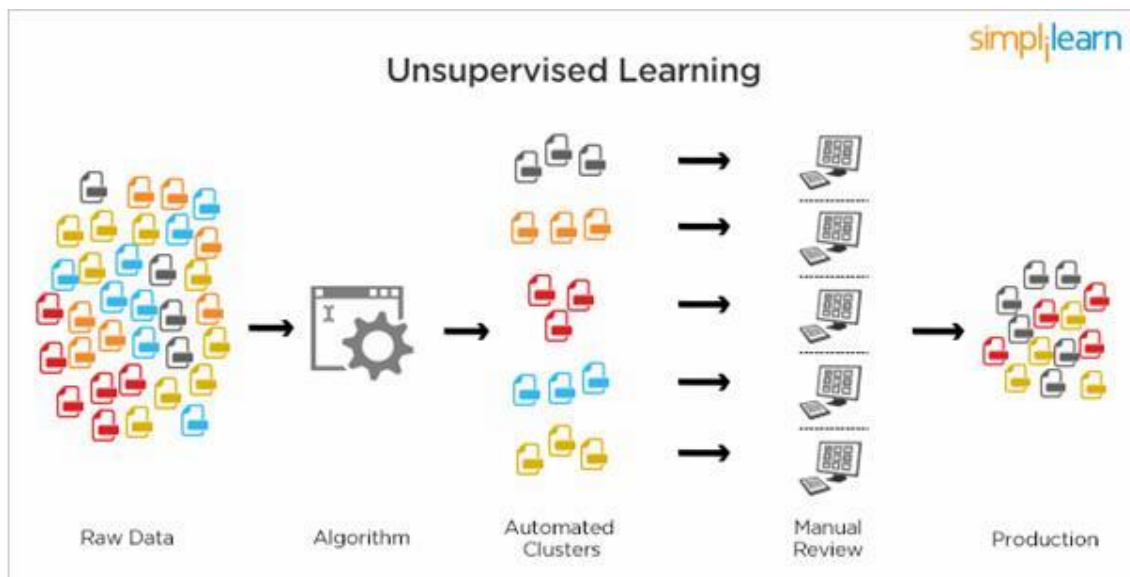 simplilearn
Unsupervised Learning
Raw Data
Algorithm
Automated
Clusters
Manual
Review
Production